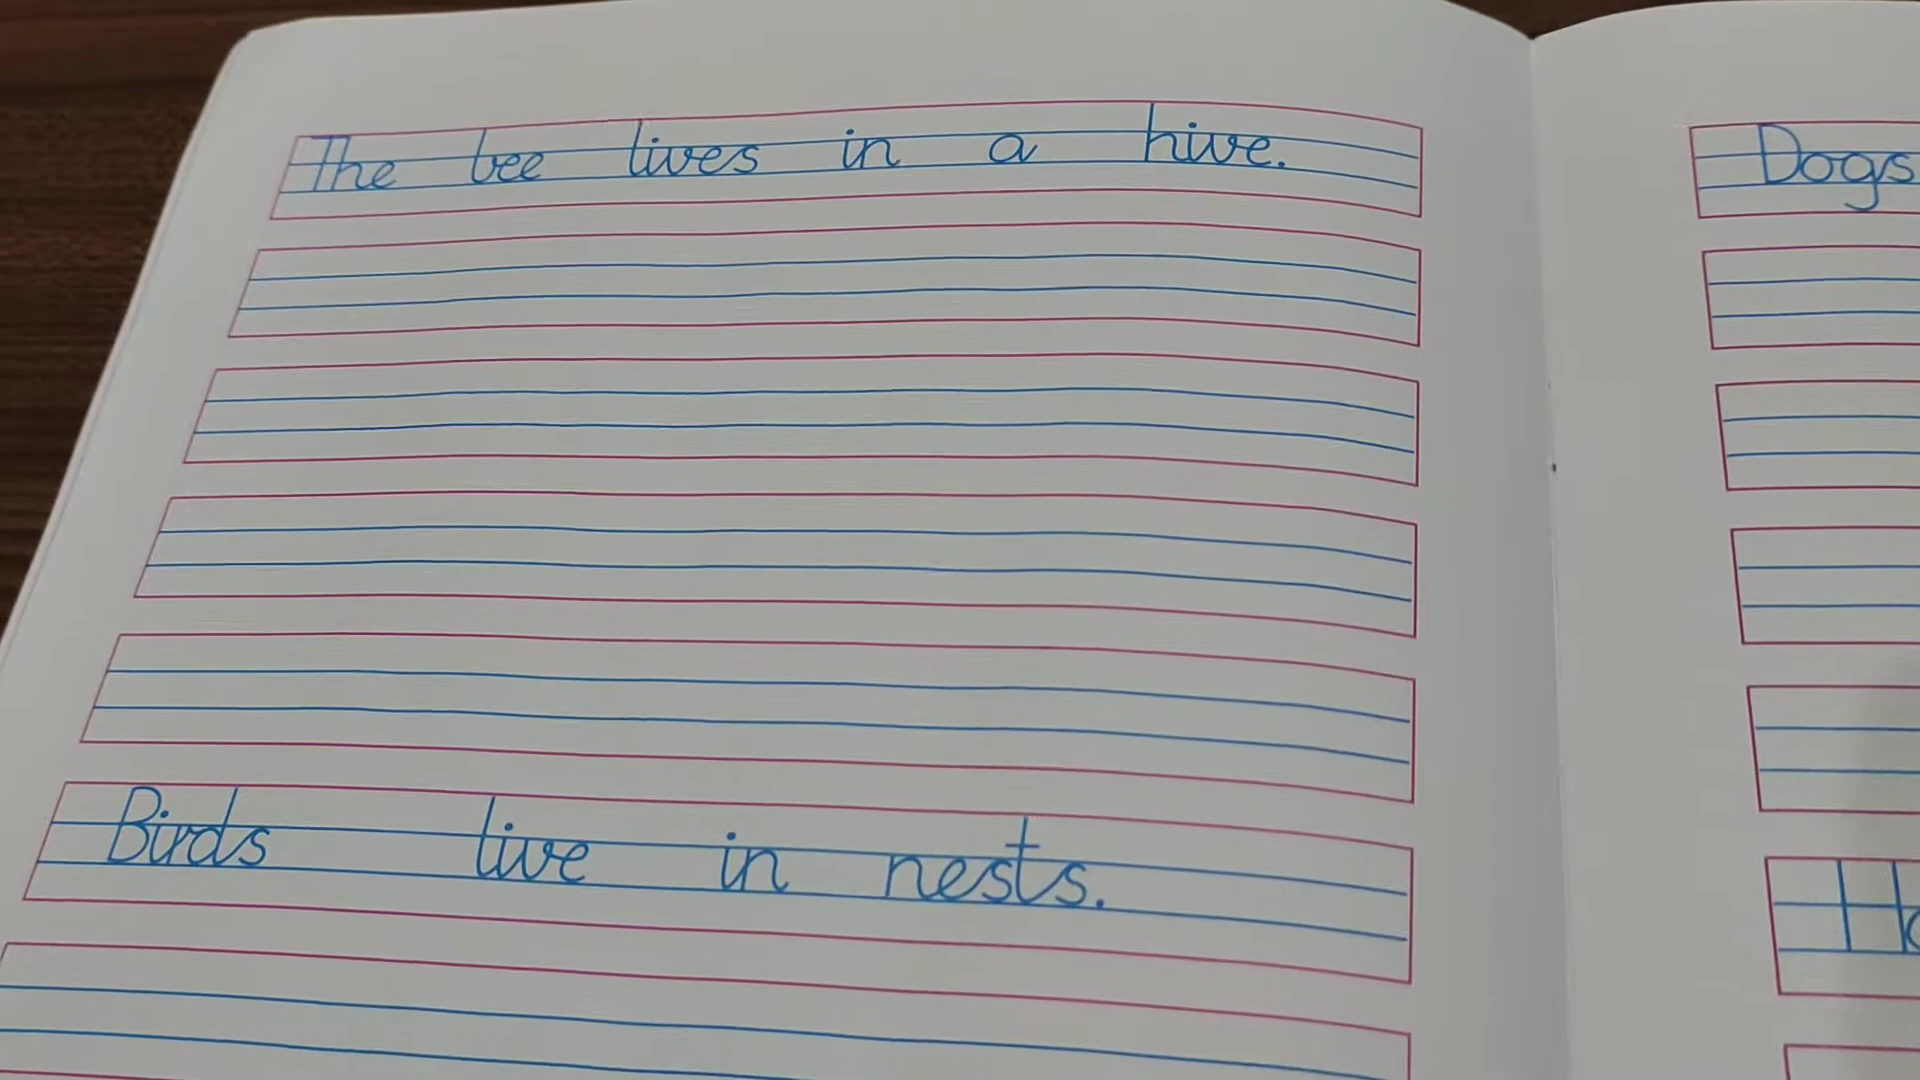 The bee lives in a hive.
Birds live in nests.
Dogs